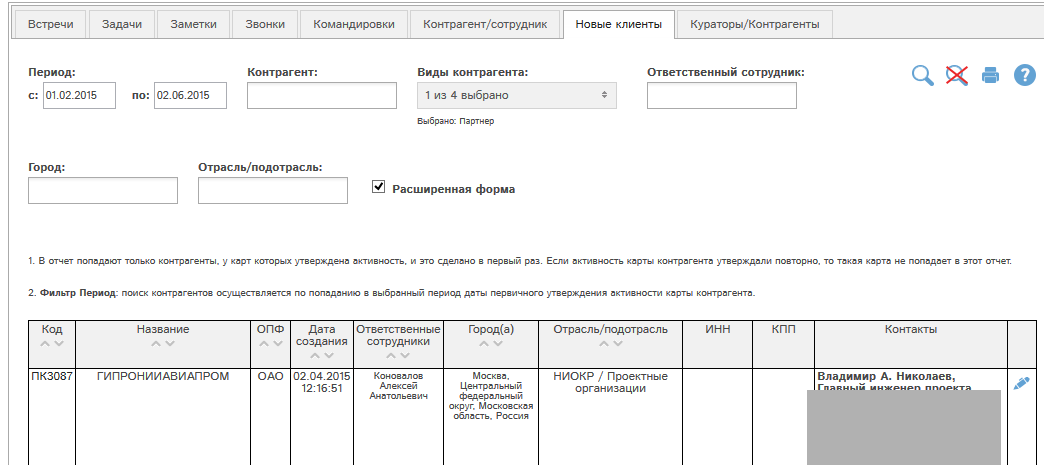 Встречи Задачи Заметки Звонки Командировки Контрагент/сотрудник Новые клиенты Кураторы/Контрагенты
Период: Контрагент: Виды контрагента: Ответственный сотрудник:
с: 01.02.2015 по: 02.06.2015 1 из 4 выбрано
Выбрано: Партнер
Город: Отрасль/подотрасль:
Расширенная форма
1. В отчет попадают только контрагенты, у карт которых утверждена активность, и это сделано в первый раз. Если активность карты контрагента утверждали повторно, то такая карта не попадает в этот отчет.
2. Фильтр Период: поиск контрагентов осуществляется по попаданию в выбранный период даты первичного утверждения активности карты контрагента.
Код Название ОПФ Дата Ответственные Город(а) Отрасль/подотрасль ИНН КПП Контакты
создания сотрудники
ПК3087 ГИПРОНИИАВИАПРОМ ОАО 02.04.2015 Коновалов Москва, НИОКР / Проектные Владимир А. Николаев,
12:16:51 Алексей Центральный организации Главный инженер проекта
Анатольевич федеральный
округ, Московская
область, Россия